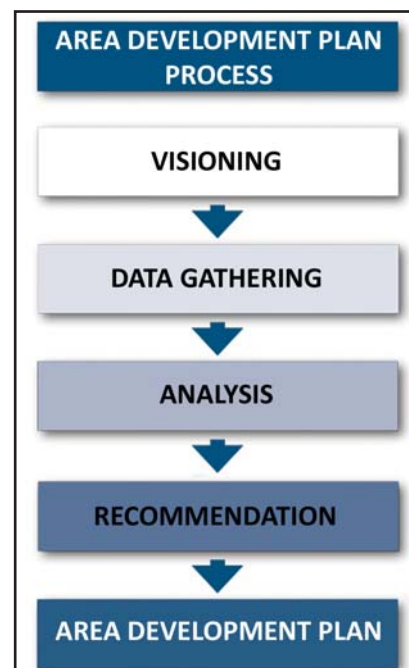 AREA DEVELOPMENT PLAN
PROCESS
VISIONING
DATA GATHERING
ANALYSIS
RECOMMENDATION
AREA DEVELOPMENT PLAN